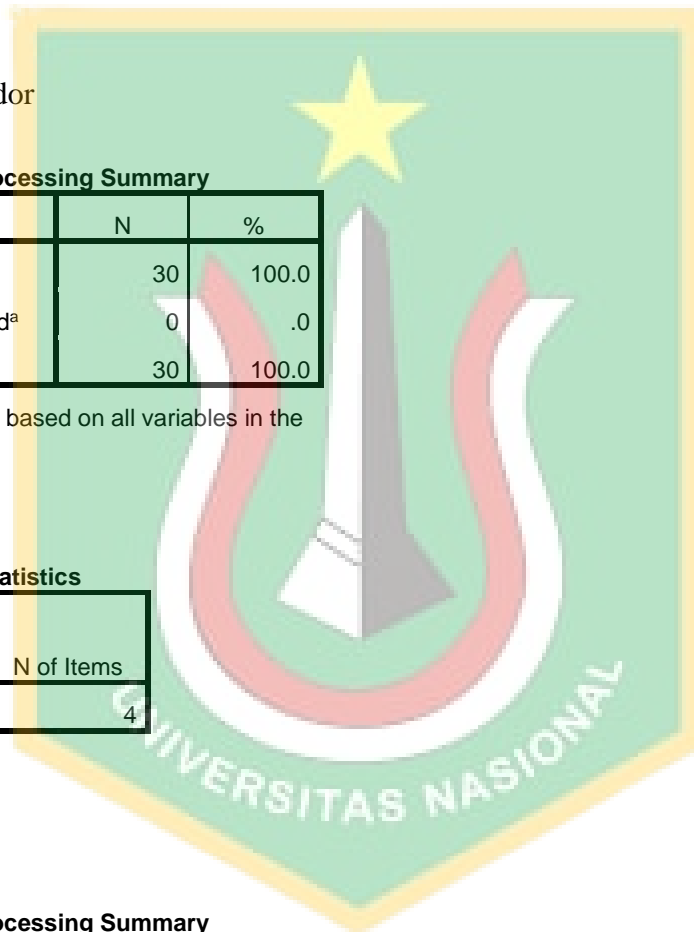 dor
ocessing Summary
N %
30 100.0
dᵃ 0 .0
30 100.0
based on all variables in the
atistics
N of Items
4
UNIVERSITAS NASIONAL
ocessing Summary